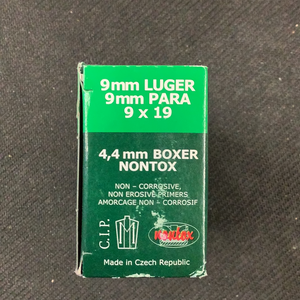 9mm LUGER
9mm PARA
9 x 19
4,4 mm BOXER
NONTOX
NON – CORROSIVE,
NON EROSIVE PRIMERS
AMORCAGE NON – CORROSIF
C.I.P.
nontox
Made in Czech Republic